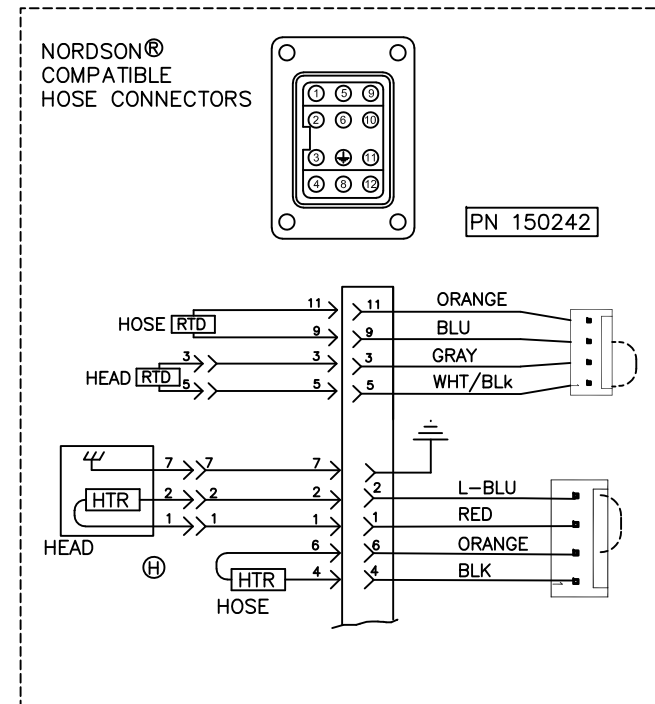 NORDSON®
COMPATIBLE
HOSE CONNECTORS
1 5 9
2 6 10
3 11
4 8 12
PN 150242
HOSE RTD 11 11 ORANGE
9 9 BLU
HEAD RTD 3 3 3 GRAY
5 5 5 WHT/BLk
7 7 7
HTR 2 2 2 2 L-BLU
1 1 1 1 RED
HEAD
H
6 6 ORANGE
HTR 4 4 BLK
HOSE